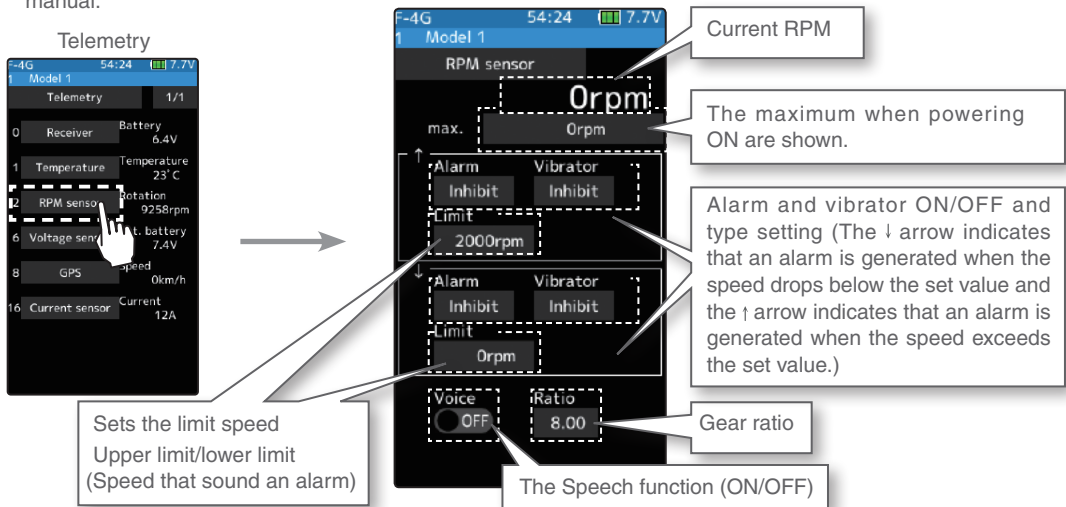 manual.
Telemetry
F-4G 54:24 7.7V
1 Model 1
Telemetry 1/1
0 Receiver Battery
6.4V
1 Temperature Temperature
23°C
2 RPM sensor Rotation
9258rpm
6 Voltage sens t. battery
7.4V
8 GPS Speed
0km/h
16 Current sensor Current
12A
F-4G 54:24 7.7V
1 Model 1
RPM sensor
0rpm
max. 0rpm
↑
Alarm Vibrator
Inhibit Inhibit
Limit
2000rpm
↓
Alarm Vibrator
Inhibit Inhibit
Limit
0rpm
Voice Ratio
OFF 8.00
Current RPM
The maximum when powering
ON are shown.
Alarm and vibrator ON/OFF and
type setting (The ↓ arrow indicates
that an alarm is generated when the
speed drops below the set value and
the ↑ arrow indicates that an alarm is
generated when the speed exceeds
the set value.)
Sets the limit speed
Upper limit/lower limit
(Speed that sound an alarm)
Gear ratio
The Speech function (ON/OFF)